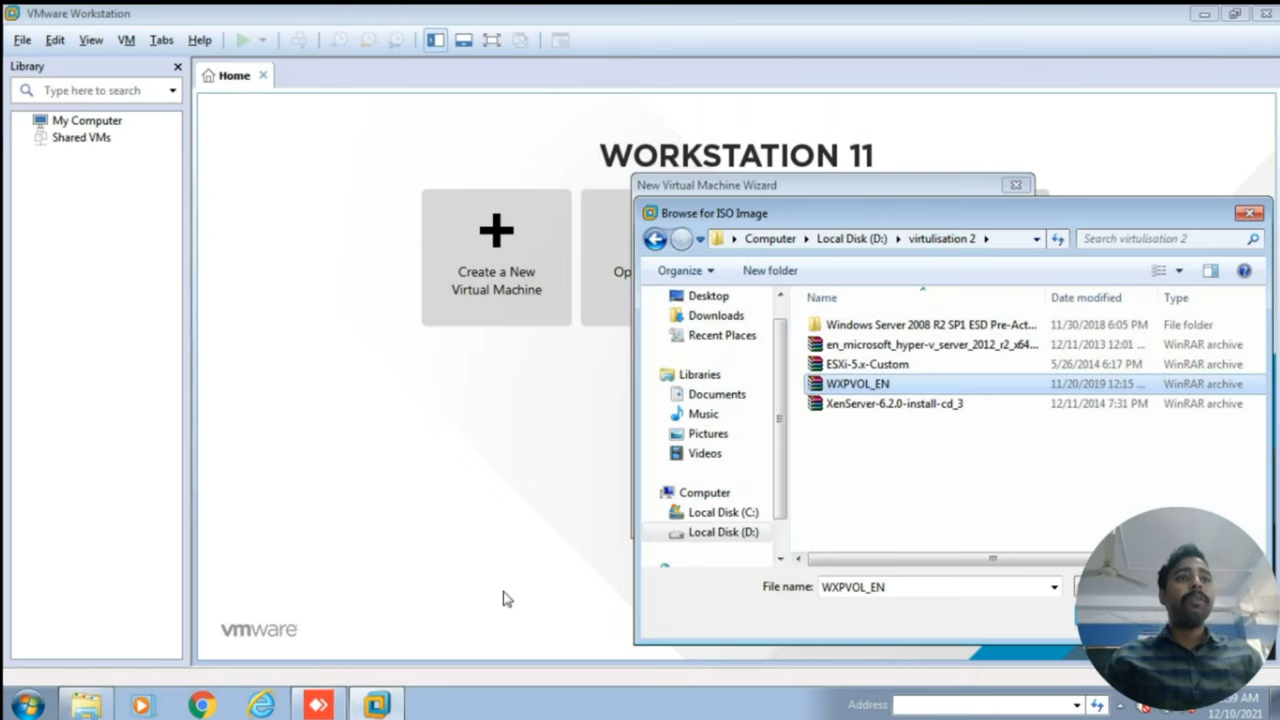 VMware Workstation
File Edit View VM Tabs Help
Library
Type here to search
My Computer
Shared VMs
Home
WORKSTATION 11
Create a New
Virtual Machine
Op
New Virtual Machine Wizard
Browse for ISO Image
Computer Local Disk (D:) virtulisation 2
Search virtulisation 2
Organize New folder
Desktop
Downloads
Recent Places
Libraries
Documents
Music
Pictures
Videos
Computer
Local Disk (C:)
Local Disk (D:)
Name Date modified Type
Windows Server 2008 R2 SP1 ESD Pre-Act... 11/30/2018 6:05 PM File folder
en_microsoft_hyper-v_server_2012_r2_x64... 12/11/2013 12:01 ... WinRAR archive
ESXi-5.x-Custom 5/26/2014 6:17 PM WinRAR archive
WXPVOL_EN 11/20/2019 12:15 ... WinRAR archive
XenServer-6.2.0-install-cd_3 12/11/2014 7:31 PM WinRAR archive
File name: WXPVOL_EN
vmware
Address
AM
12/10/2021